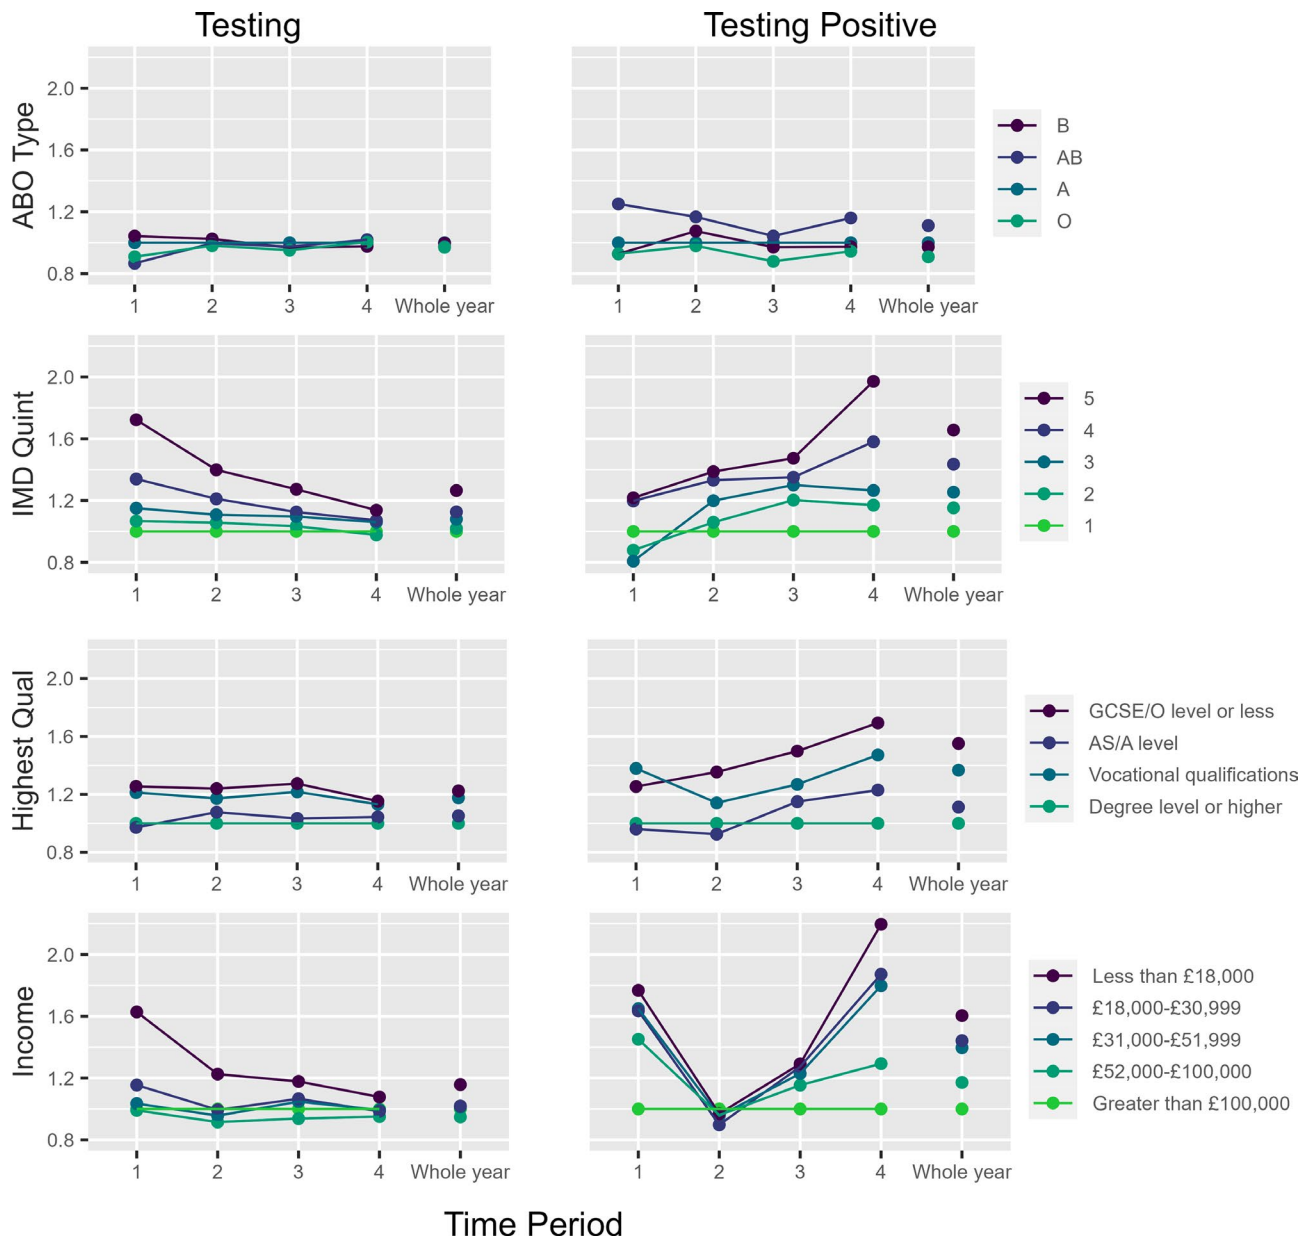 Testing
Testing Positive
ABO Type
2.0
1.6
1.2
0.8
1 2 3 4 Whole year
1 2 3 4 Whole year
B
AB
A
O
IMD Quint
2.0
1.6
1.2
0.8
1 2 3 4 Whole year
1 2 3 4 Whole year
5
4
3
2
1
Highest Qual
2.0
1.6
1.2
0.8
1 2 3 4 Whole year
1 2 3 4 Whole year
GCSE/O level or less
AS/A level
Vocational qualifications
Degree level or higher
Income
2.0
1.6
1.2
0.8
1 2 3 4 Whole year
1 2 3 4 Whole year
Less than £18,000
£18,000-£30,999
£31,000-£51,999
£52,000-£100,000
Greater than £100,000
Time Period